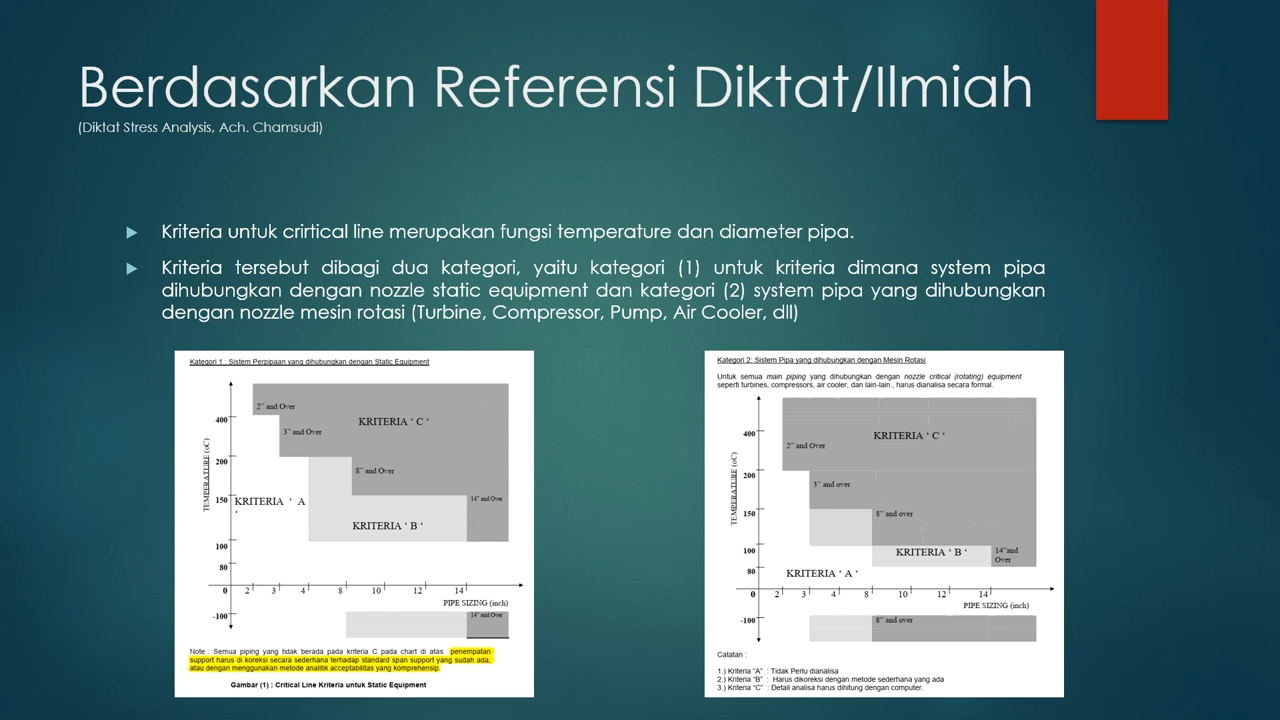 Berdasarkan Referensi Diktat/Ilmiah
(Diktat Stress Analysis, Ach. Chamsudi)
Kriteria untuk crirtical line merupakan fungsi temperature dan diameter pipa.
Kriteria tersebut dibagi dua kategori, yaitu kategori (1) untuk kriteria dimana system pipa
dihubungkan dengan nozzle static equipment dan kategori (2) system pipa yang dihubungkan
dengan nozzle mesin rotasi (Turbine, Compressor, Pump, Air Cooler, dll)
Kategori 1 : Sistem Perpipaan yang dihubungkan dengan Static Equipment
2" and Over
400
KRITERIA ' C '
3" and Over
TEMPERATURE (oC)
200
8" and Over
150
KRITERIA ' A
'
14" and Over
KRITERIA ' B '
100
80
0
2
3
4
8
10
12
14
PIPE SIZING (inch)
-100
14" and Over
Note : Semua piping yang tidak berada pada kriteria C pada chart di atas penempatan
support harus di koreksi secara sederhana terhadap standard span support yang sudah ada,
atau dengan menggunakan metode analitik acceptabilitas yang komprehensip.
Gambar (1) : Critical Line Kriteria untuk Static Equipment
Kategori 2: Sistem Pipa yang dihubungkan dengan Mesin Rotasi
Untuk semua main piping yang dihubungkan dengan nozzle critical (rotating) equipment
seperti turbines, compressors, air cooler, dan lain-lain., harus dianalisa secara formal.
400
KRITERIA ' C '
2" and Over
TEMPERATURE (oC)
200
3" and over
150
8" and over
100
KRITERIA ' B '
14"and
Over
80
KRITERIA ' A '
0
2
3
4
8
10
12
14
PIPE SIZING (inch)
-100
8" and over
Catatan :
1.) Kriteria "A" : Tidak Perlu dianalisa
2.) Kriteria "B" : Harus dikoreksi dengan metode sederhana yang ada
3.) Kriteria "C" : Detail analisa harus dihitung dengan computer.